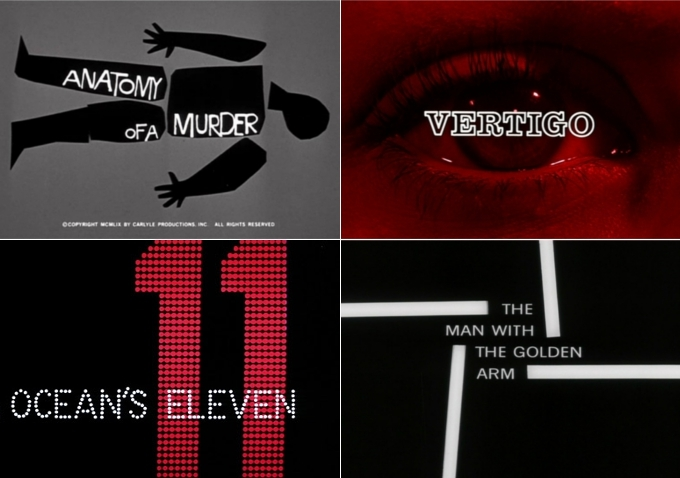 ANATOMY
OF A MURDER
©COPYRIGHT MCMLIX BY CARLYLE PRODUCTIONS, INC. ALL RIGHTS RESERVED
VERTIGO
11
OCEAN'S ELEVEN
THE
MAN WITH
THE GOLDEN
ARM